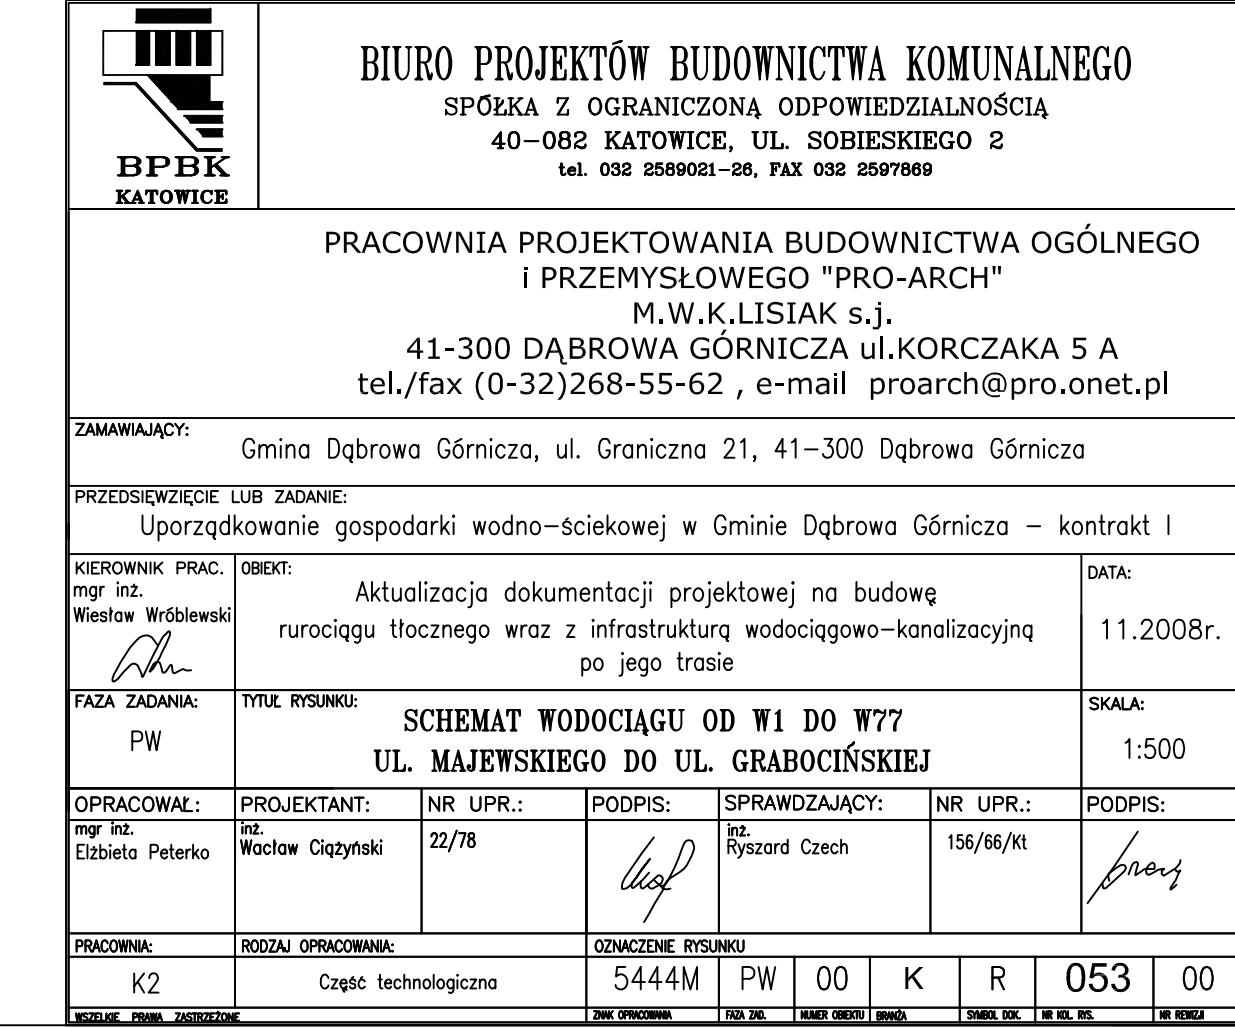 BPBK
KATOWICE
BIURO PROJEKTÓW BUDOWNICTWA KOMUNALNEGO
SPÓŁKA Z OGRANICZONĄ ODPOWIEDZIALNOŚCIĄ
40-082 KATOWICE, UL. SOBIESKIEGO 2
tel. 032 2589021-26, FAX 032 2597869
PRACOWNIA PROJEKTOWANIA BUDOWNICTWA OGÓLNEGO
i PRZEMYSŁOWEGO "PRO-ARCH"
M.W.K.LISIAK s.j.
41-300 DĄBROWA GÓRNICZA ul.KORCZAKA 5 A
tel./fax (0-32)268-55-62 , e-mail proarch@pro.onet.pl
ZAMAWIAJĄCY:
Gmina Dąbrowa Górnicza, ul. Graniczna 21, 41-300 Dąbrowa Górnicza
PRZEDSIĘWZIĘCIE LUB ZADANIE:
Uporządkowanie gospodarki wodno-ściekowej w Gminie Dąbrowa Górnicza - kontrakt I
KIEROWNIK PRAC.
mgr inż.
Wiesław Wróblewski
OBIEKT:
Aktualizacja dokumentacji projektowej na budowę
rurociągu tłocznego wraz z infrastrukturą wodociągowo-kanalizacyjną
po jego trasie
DATA:
11.2008r.
FAZA ZADANIA:
PW
TYTUŁ RYSUNKU:
SCHEMAT WODOCIĄGU OD W1 DO W77
UL. MAJEWSKIEGO DO UL. GRABOCIŃSKIEJ
SKALA:
1:500
OPRACOWAŁ: PROJEKTANT: NR UPR.: PODPIS: SPRAWDZAJĄCY: NR UPR.: PODPIS:
mgr inż.
Elżbieta Peterko
inż.
Wacław Ciążyński
22/78
inż.
Ryszard Czech
156/66/Kt
PRACOWNIA: RODZAJ OPRACOWANIA: OZNACZENIE RYSUNKU
K2 Część technologiczna 5444M PW 00 K R 053 00
WSZELKIE PRAWA ZASTRZEŻONE ZNAK OPRACOWANIA FAZA ZAD. NUMER OBIEKTU BRANŻA SYMBOL DOK. NR KOL. RYS. NR REWIZJI